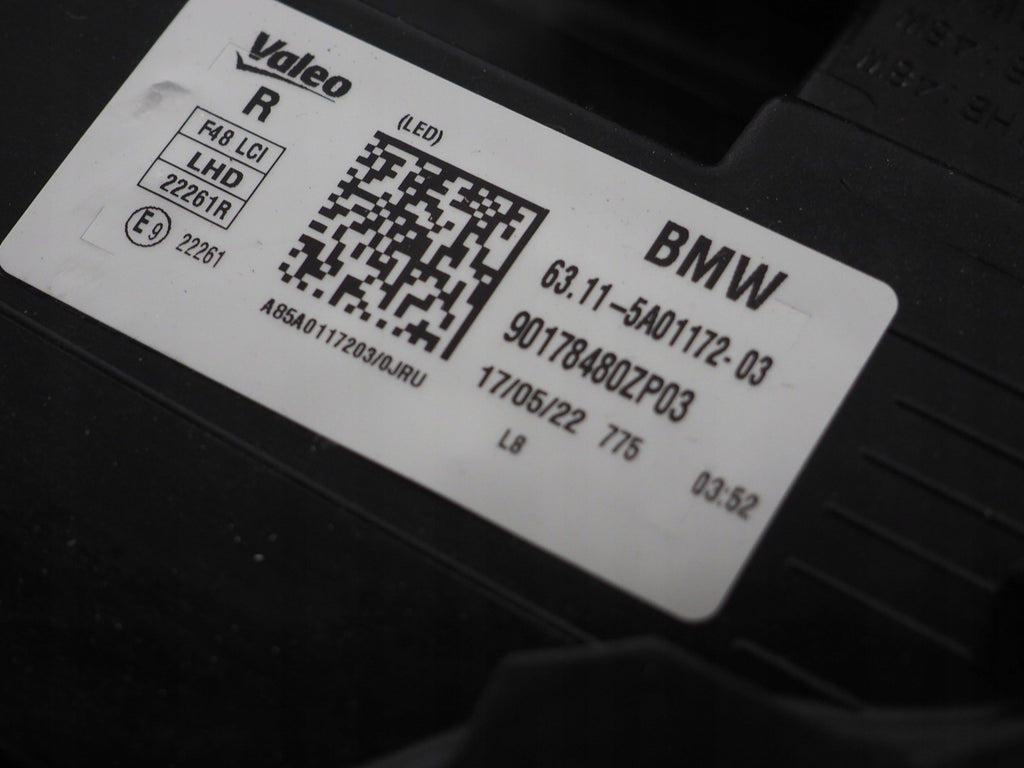 Valeo
R
F48 LCI
LHD
22261R
E9 22261
(LED)
A85A0117203/0JRU
BMW
63.11-5A01172-03
90178480ZP03
17/05/22 775
L8
03:52